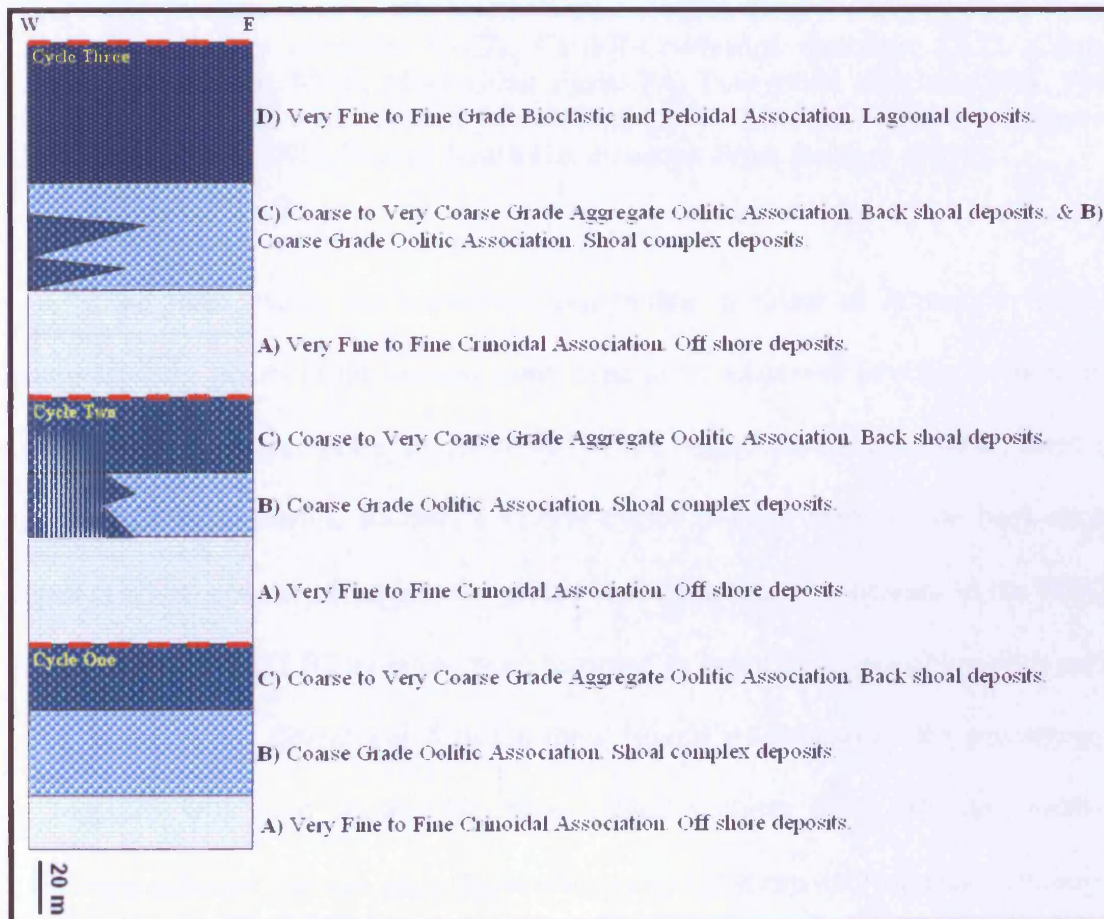 W E
Cycle Three
D) Very Fine to Fine Grade Bioclastic and Peloidal Association. Lagoonal deposits.
C) Coarse to Very Coarse Grade Aggregate Oolitic Association. Back shoal deposits. & B)
Coarse Grade Oolitic Association. Shoal complex deposits.
A) Very Fine to Fine Crinoidal Association. Off shore deposits.
Cycle Two
C) Coarse to Very Coarse Grade Aggregate Oolitic Association. Back shoal deposits.
B) Coarse Grade Oolitic Association. Shoal complex deposits.
A) Very Fine to Fine Crinoidal Association. Off shore deposits.
Cycle One
C) Coarse to Very Coarse Grade Aggregate Oolitic Association. Back shoal deposits.
B) Coarse Grade Oolitic Association. Shoal complex deposits.
A) Very Fine to Fine Crinoidal Association. Off shore deposits.
20 m